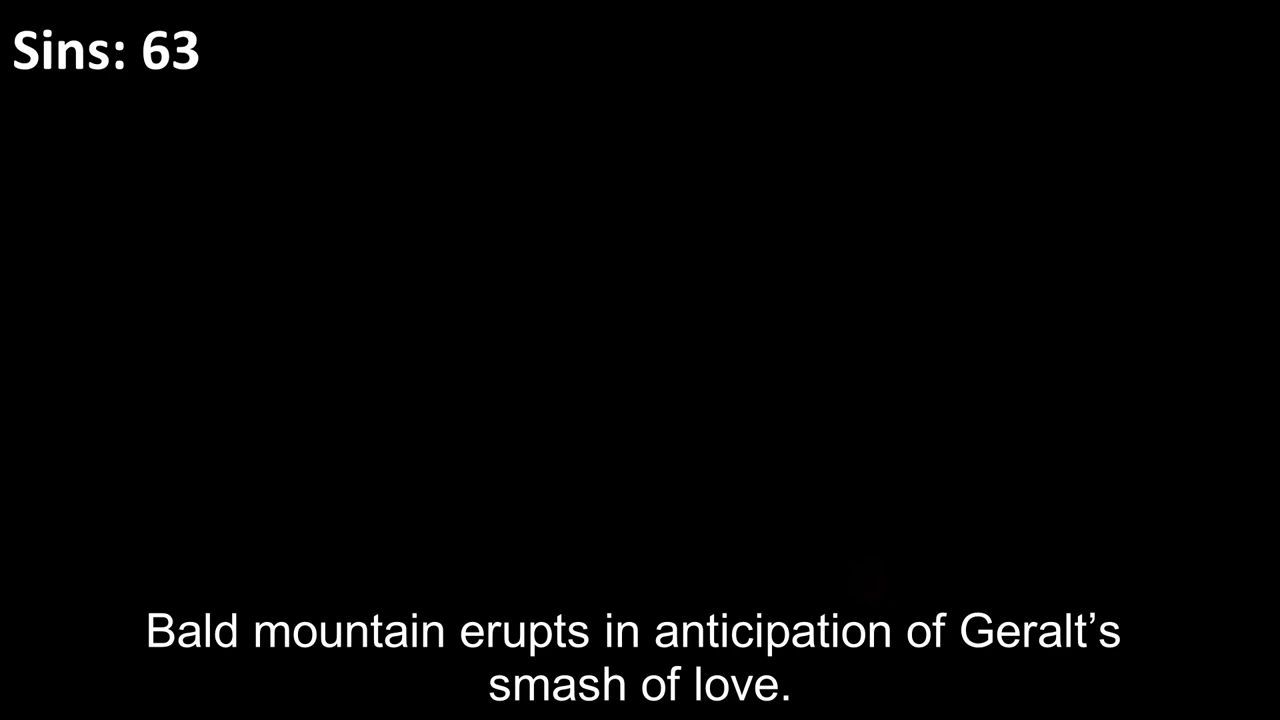 Sins: 63
Bald mountain erupts in anticipation of Geralt’s
smash of love.